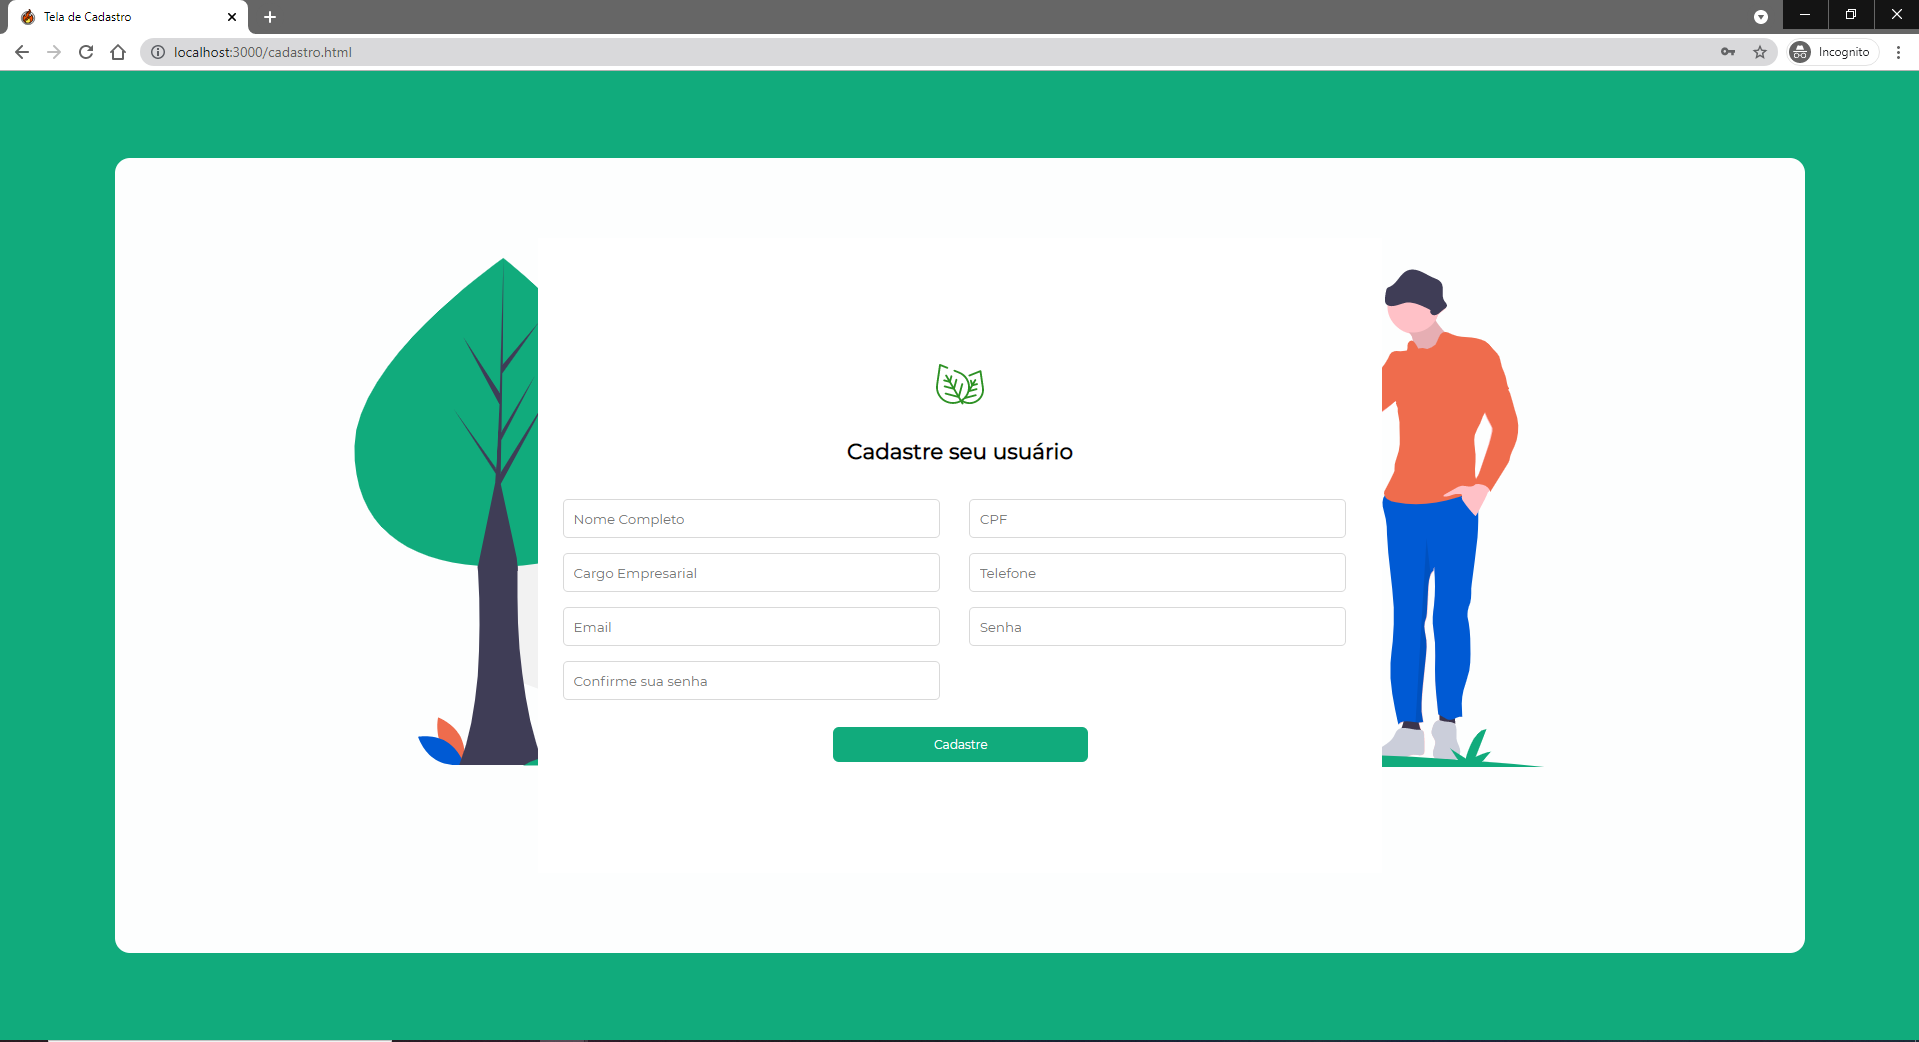 Tela de Cadastro
localhost:3000/cadastro.html
Incognito
Cadastre seu usuário
Nome Completo
CPF
Cargo Empresarial
Telefone
Email
Senha
Confirme sua senha
Cadastre